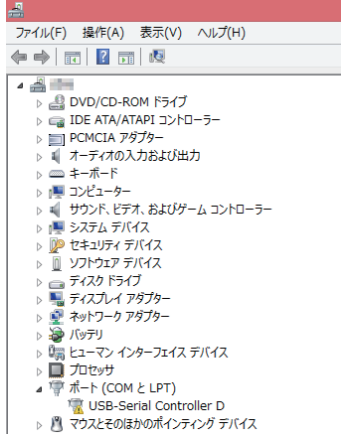 ファイル(F) 操作(A) 表示(V) ヘルプ(H)
DVD/CD-ROM ドライブ
IDE ATA/ATAPI コントローラー
PCMCIA アダプター
オーディオの入力および出力
キーボード
コンピューター
サウンド、ビデオ、およびゲーム コントローラー
システム デバイス
セキュリティ デバイス
ソフトウェア デバイス
ディスク ドライブ
ディスプレイ アダプター
ネットワーク アダプター
バッテリ
ヒューマン インターフェイス デバイス
プロセッサ
ポート (COM と LPT)
USB-Serial Controller D
マウスとそのほかのポインティング デバイス